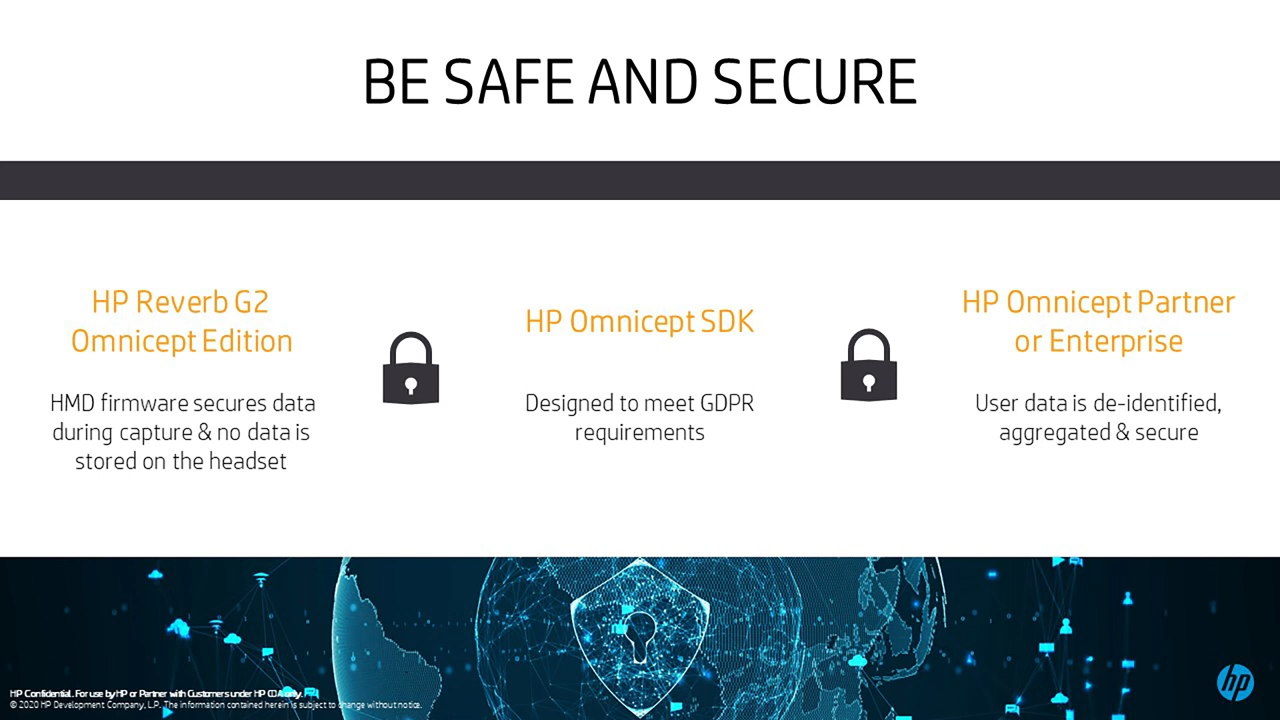 BE SAFE AND SECURE
HP Reverb G2
Omnicept Edition
HMD firmware secures data
during capture & no data is
stored on the headset
HP Omnicept SDK
Designed to meet GDPR
requirements
HP Omnicept Partner
or Enterprise
User data is de-identified,
aggregated & secure
HP Confidential. For use by HP or Partner with Customers under HP CDA only.
© 2020 HP Development Company, L.P. The information contained herein is subject to change without notice.
hp